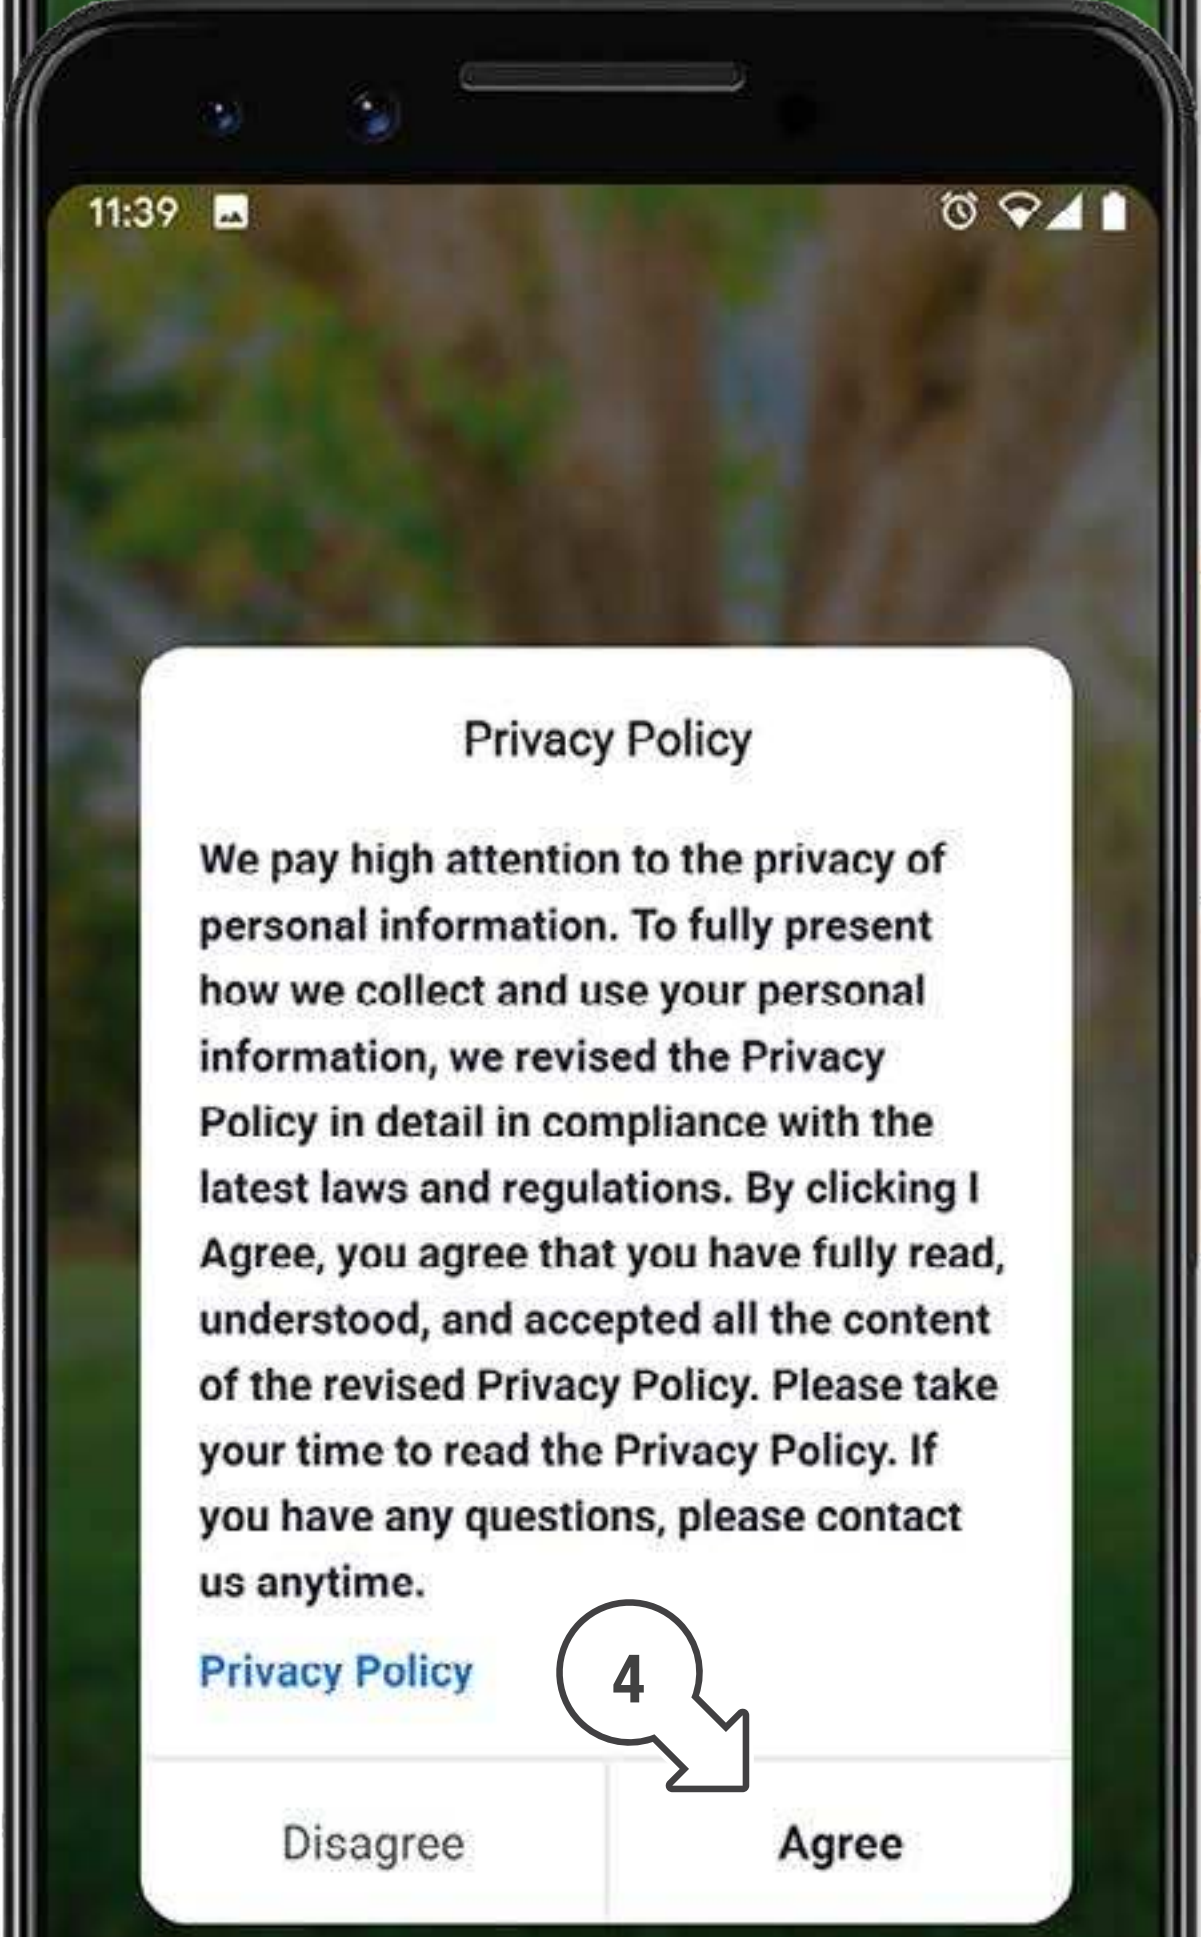 11:39
Privacy Policy
We pay high attention to the privacy of
personal information. To fully present
how we collect and use your personal
information, we revised the Privacy
Policy in detail in compliance with the
latest laws and regulations. By clicking I
Agree, you agree that you have fully read,
understood, and accepted all the content
of the revised Privacy Policy. Please take
your time to read the Privacy Policy. If
you have any questions, please contact
us anytime.
Privacy Policy
4
Disagree
Agree